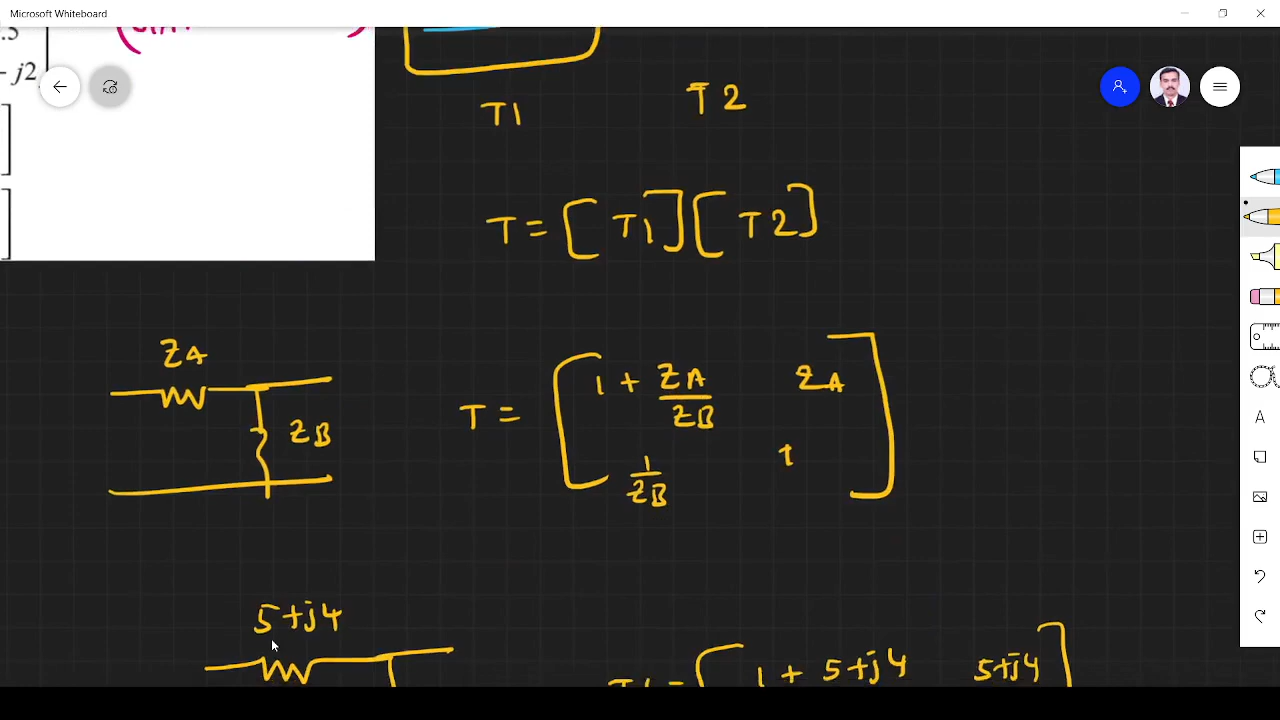 Microsoft Whiteboard
- j2
T1
T2
T = [ T1 ] [ T2 ]
ZA
ZB
T = [ 1 + ZA/ZB ZA
1/ZB 1 ]
5+j4
1 + 5+j4 5+j4
A